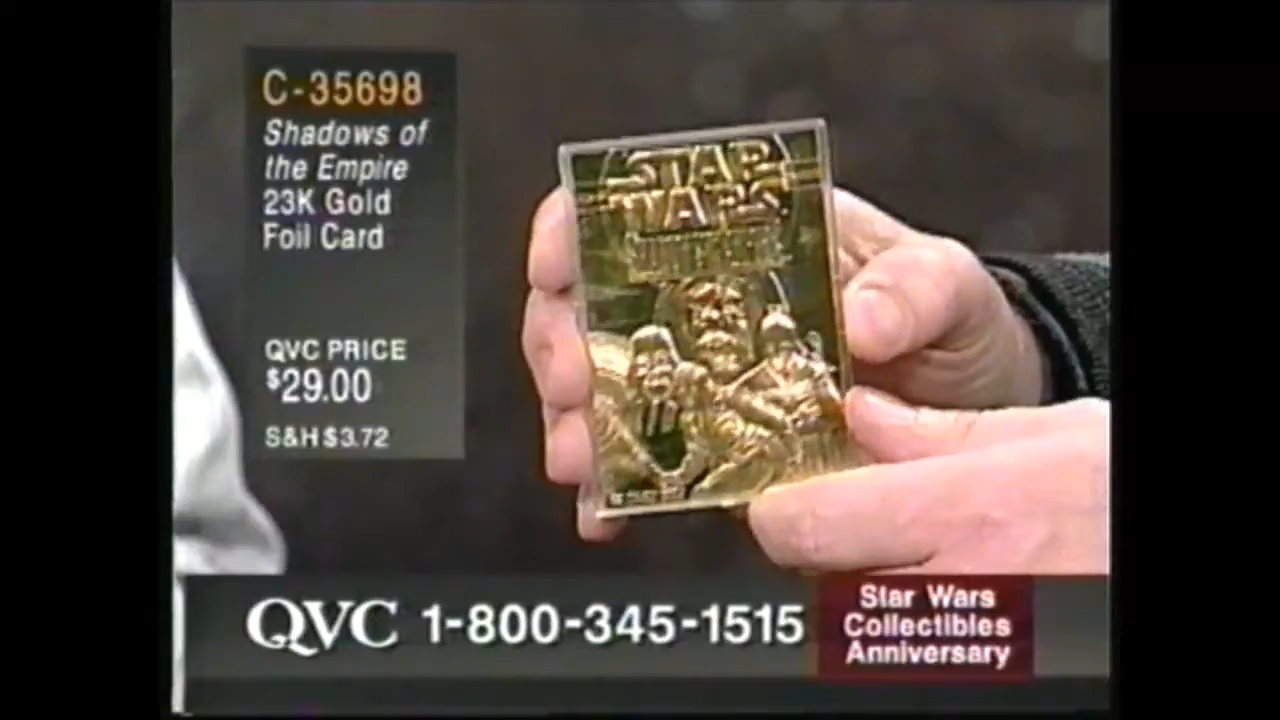 C-35698
Shadows of
the Empire
23K Gold
Foil Card
QVC PRICE
$29.00
S&H $3.72
STAR
WARS
QVC 1-800-345-1515
Star Wars
Collectibles
Anniversary